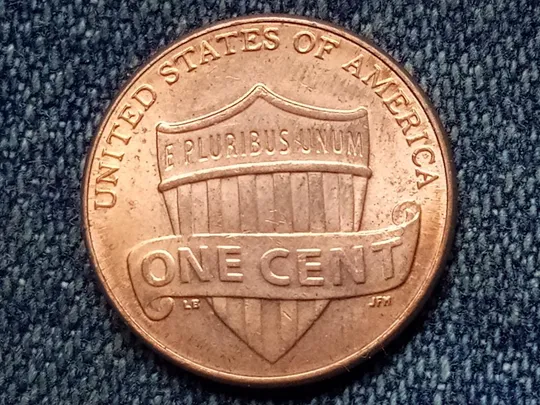 UNITED STATES OF AMERICA
E PLURIBUS UNUM
ONE CENT
LB
JFM